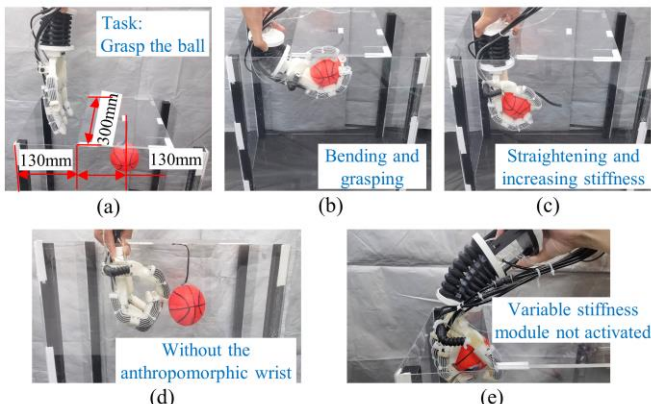 Task:
Grasp the ball
300mm
130mm
130mm
(a)
Bending and
grasping
(b)
Straightening and
increasing stiffness
(c)
Without the
anthropomorphic wrist
(d)
Variable stiffness
module not activated
(e)